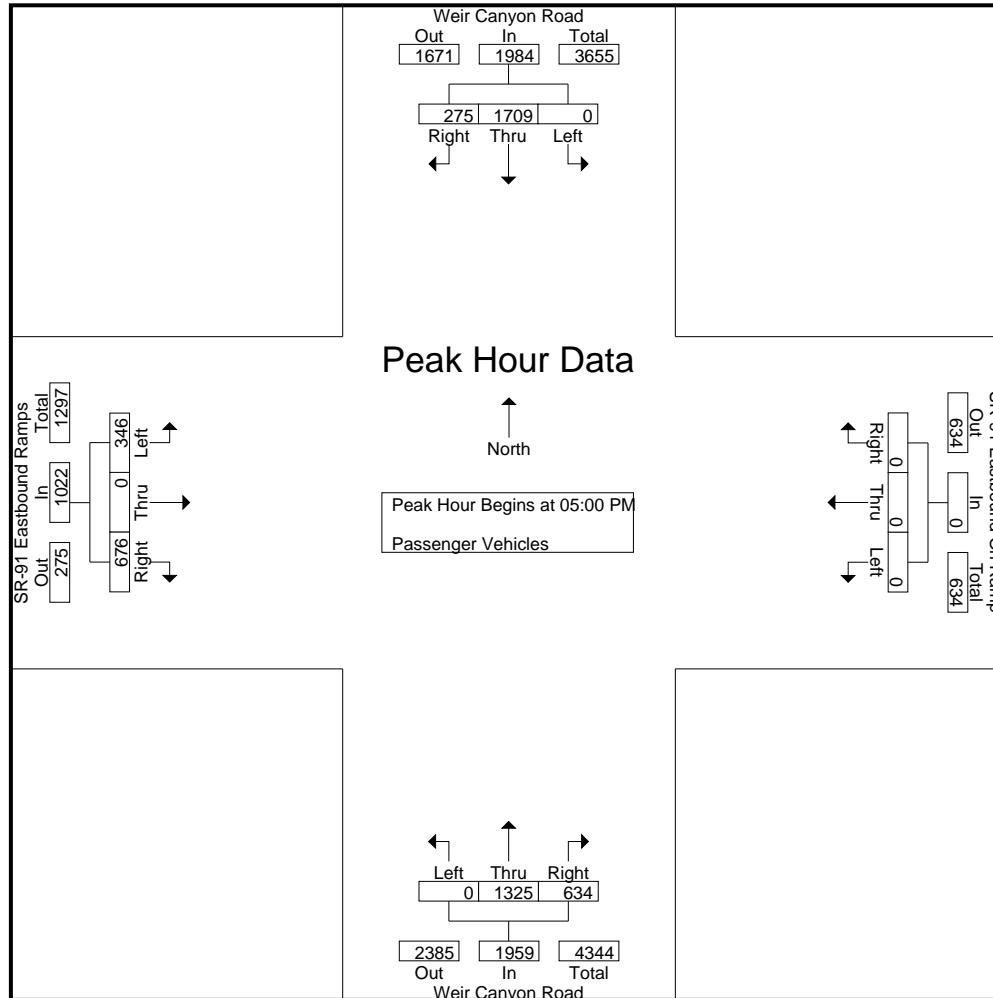 Weir Canyon Road
Out In Total
1671 1984 3655
275 1709 0
Right Thru Left
Peak Hour Data
North
Peak Hour Begins at 05:00 PM
Passenger Vehicles
SR-91 Eastbound Ramps
Out In Total
275 1022 1297
Left Thru Right
346 0 676
Eastbound On Ramp
Out In Total
634 0 634
Right Thru Left
0 0 0
Left Thru Right
0 1325 634
2385 1959 4344
Out In Total
Weir Canyon Road